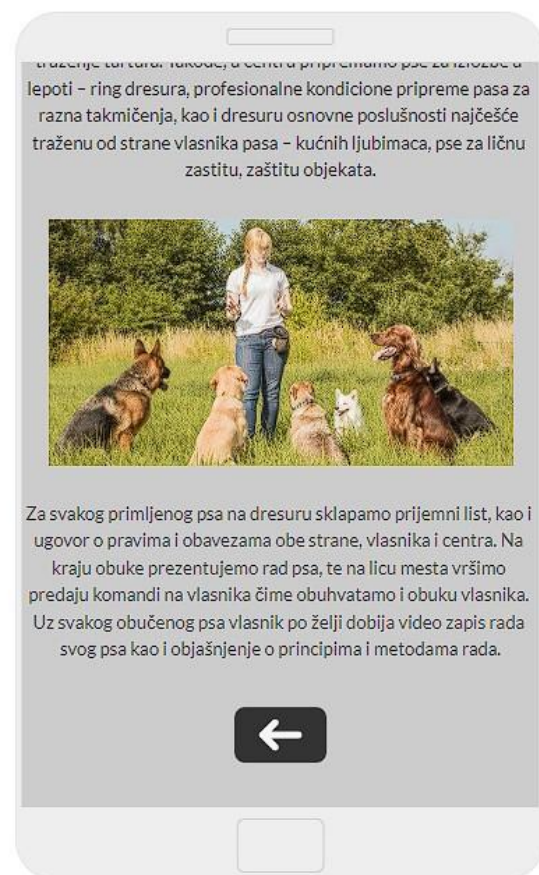 lepoti – ring dresura, profesionalne kondicione pripreme pasa za
razna takmičenja, kao i dresuru osnovne poslušnosti najčešće
traženu od strane vlasnika pasa – kućnih ljubimaca, pse za ličnu
zastitu, zaštitu objekata.
Za svakog primljenog psa na dresuru sklapamo prijemni list, kao i
ugovor o pravima i obavezama obe strane, vlasnika i centra. Na
kraju obuke prezentujemo rad psa, te na licu mesta vršimo
predaju komandi na vlasnika čime obuhvatamo i obuku vlasnika.
Uz svakog obučenog psa vlasnik po želji dobija video zapis rada
svog psa kao i objašnjenje o principima i metodama rada.